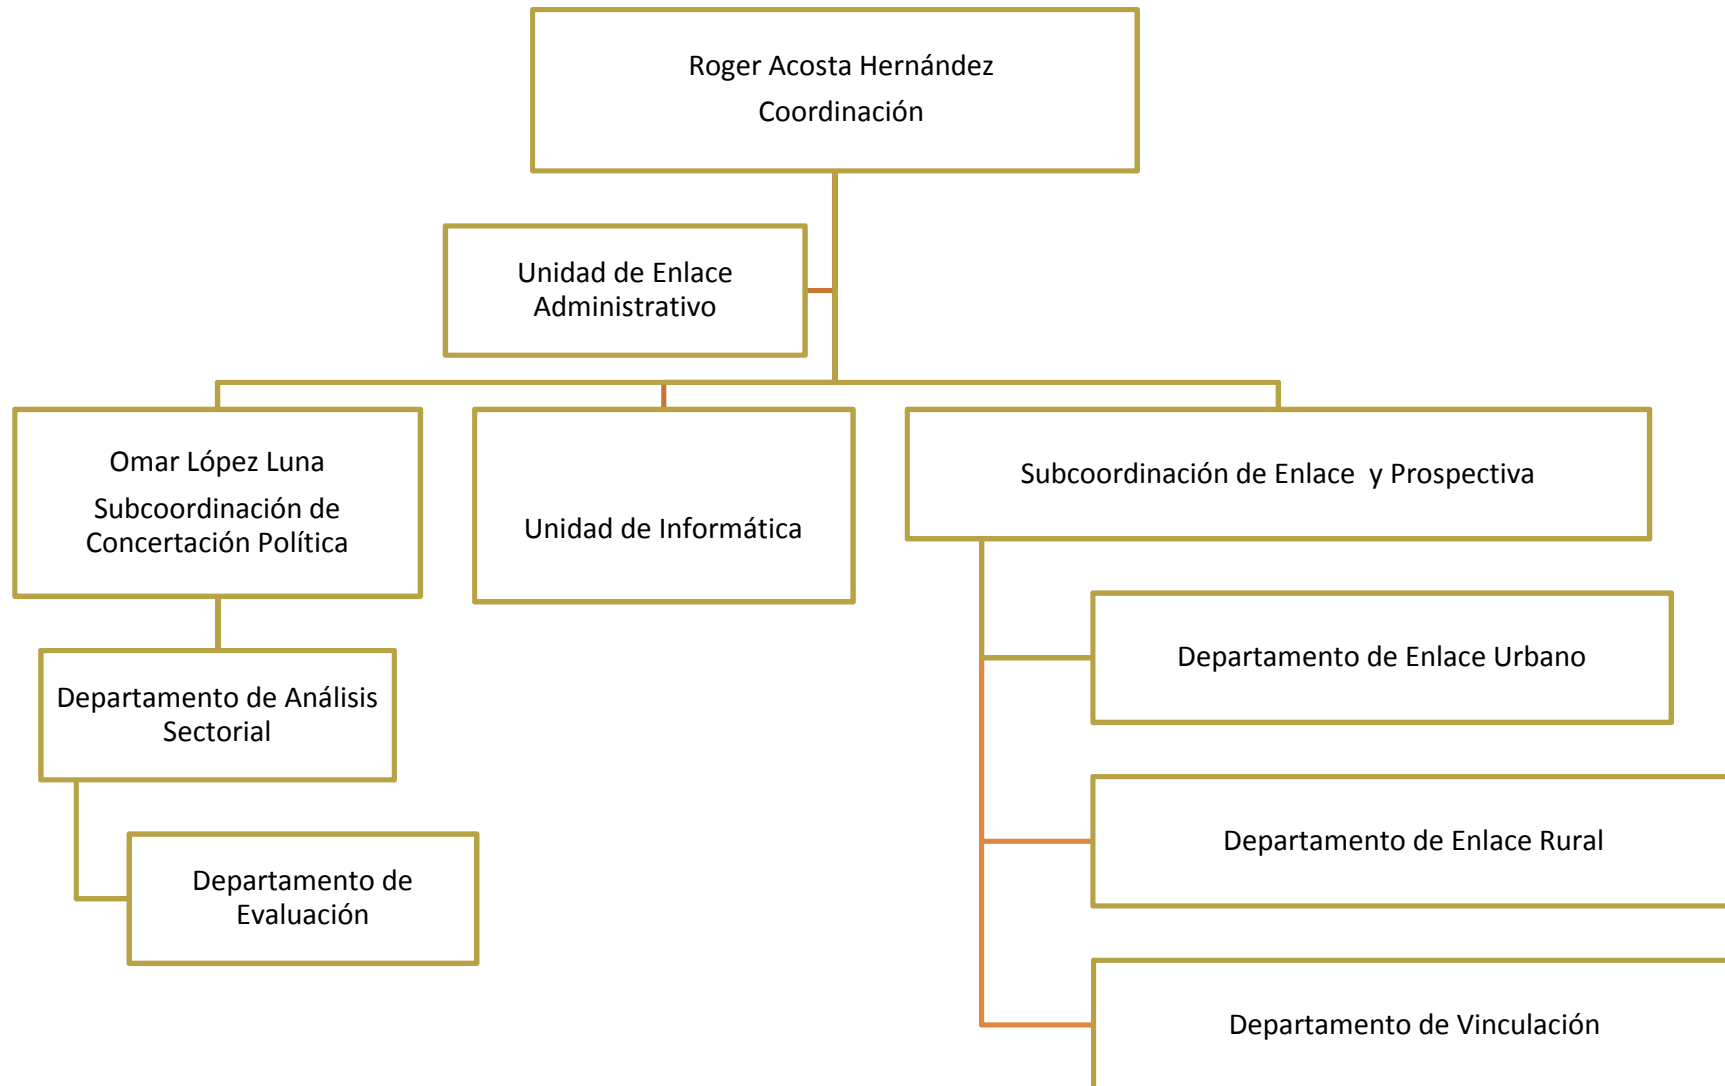 Roger Acosta Hernández
Coordinación
Unidad de Enlace
Administrativo
Omar López Luna
Subcoordinación de
Concertación Política
Unidad de Informática
Subcoordinación de Enlace  y Prospectiva
Departamento de Análisis
Sectorial
Departamento de
Evaluación
Departamento de Enlace Urbano
Departamento de Enlace Rural
Departamento de Vinculación